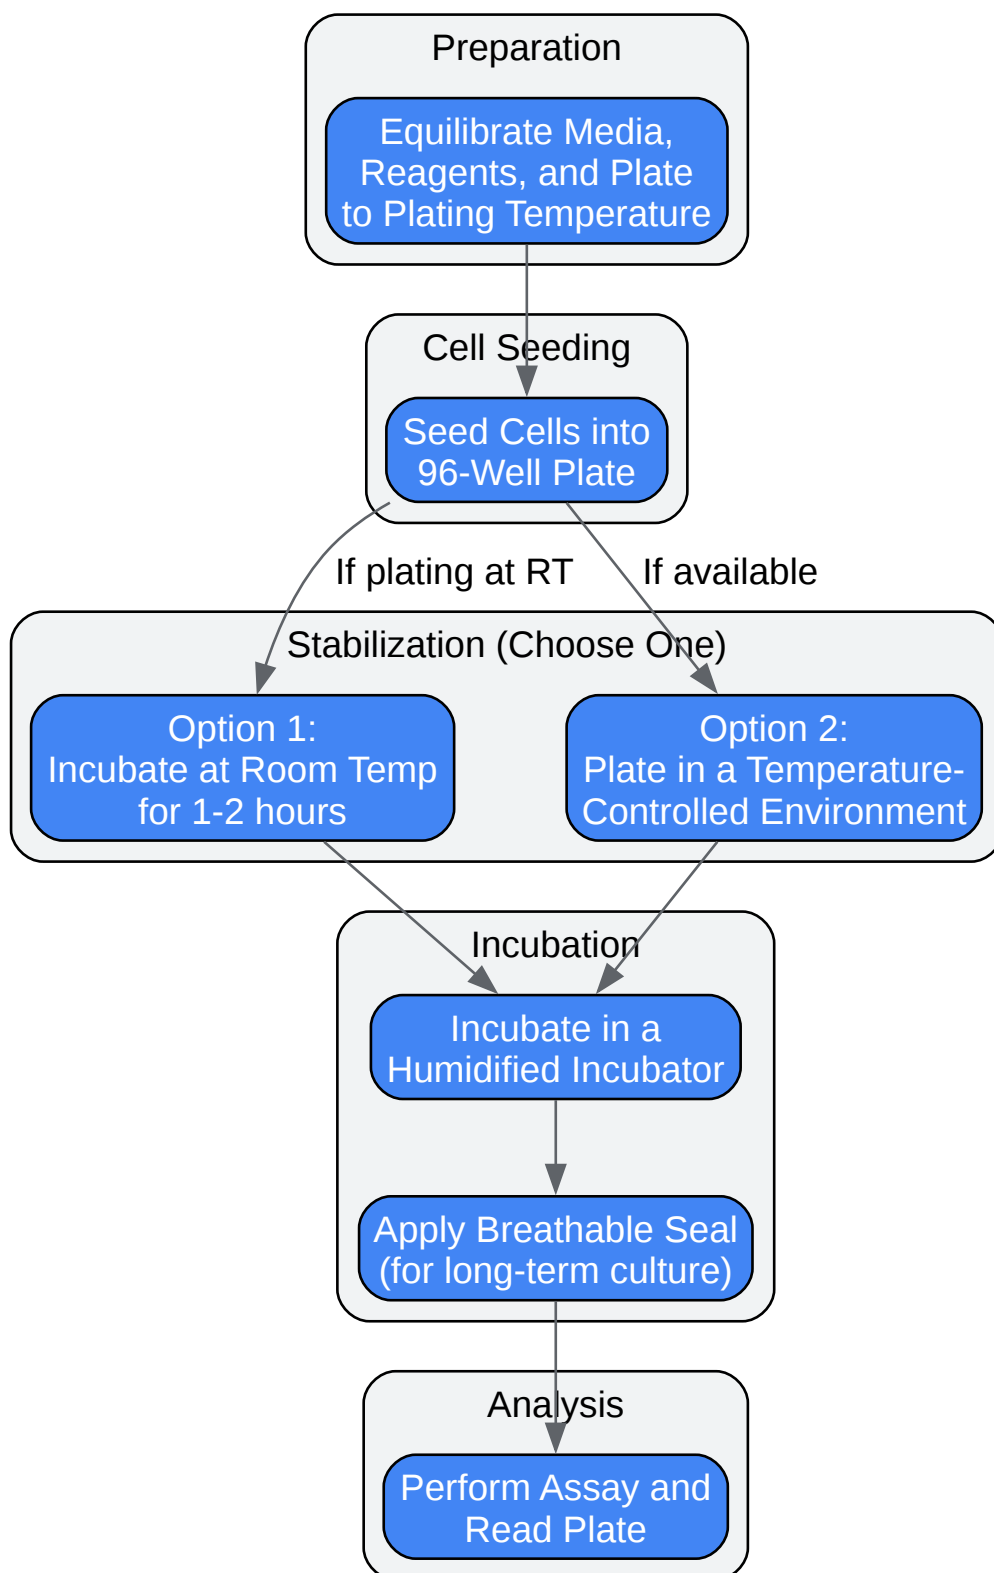 Preparation
Equilibrate Media,
Reagents, and Plate
to Plating Temperature
Cell Seeding
Seed Cells into
96-Well Plate
If plating at RT
If available
Stabilization (Choose One)
Option 1:
Incubate at Room Temp
for 1-2 hours
Option 2:
Plate in a Temperature-
Controlled Environment
Incubation
Incubate in a
Humidified Incubator
Apply Breathable Seal
(for long-term culture)
Analysis
Perform Assay and
Read Plate